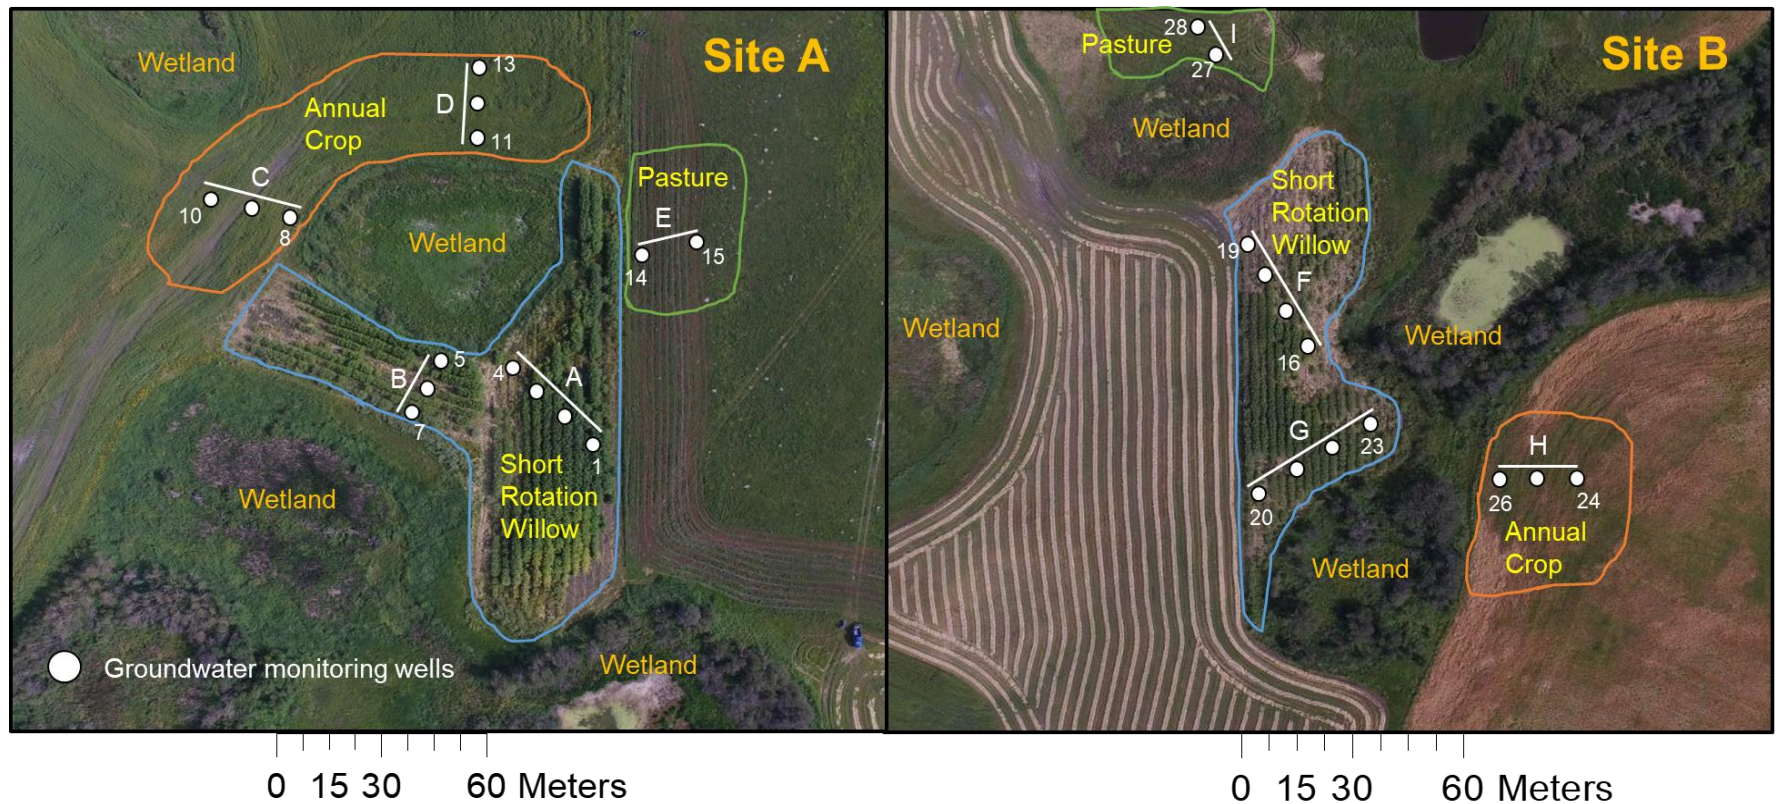 Site A
Wetland
13
Annual
Crop
D
11
C
10
8
Wetland
Pasture
E
14
15
5
B
7
4
A
1
Short
Rotation
Willow
Wetland
Wetland
Groundwater monitoring wells
0 15 30 60 Meters
Site B
28
I
Pasture
27
Wetland
Short
Rotation
Willow
19
F
16
Wetland
Wetland
G
23
20
H
26
24
Annual
Crop
Wetland
0 15 30 60 Meters